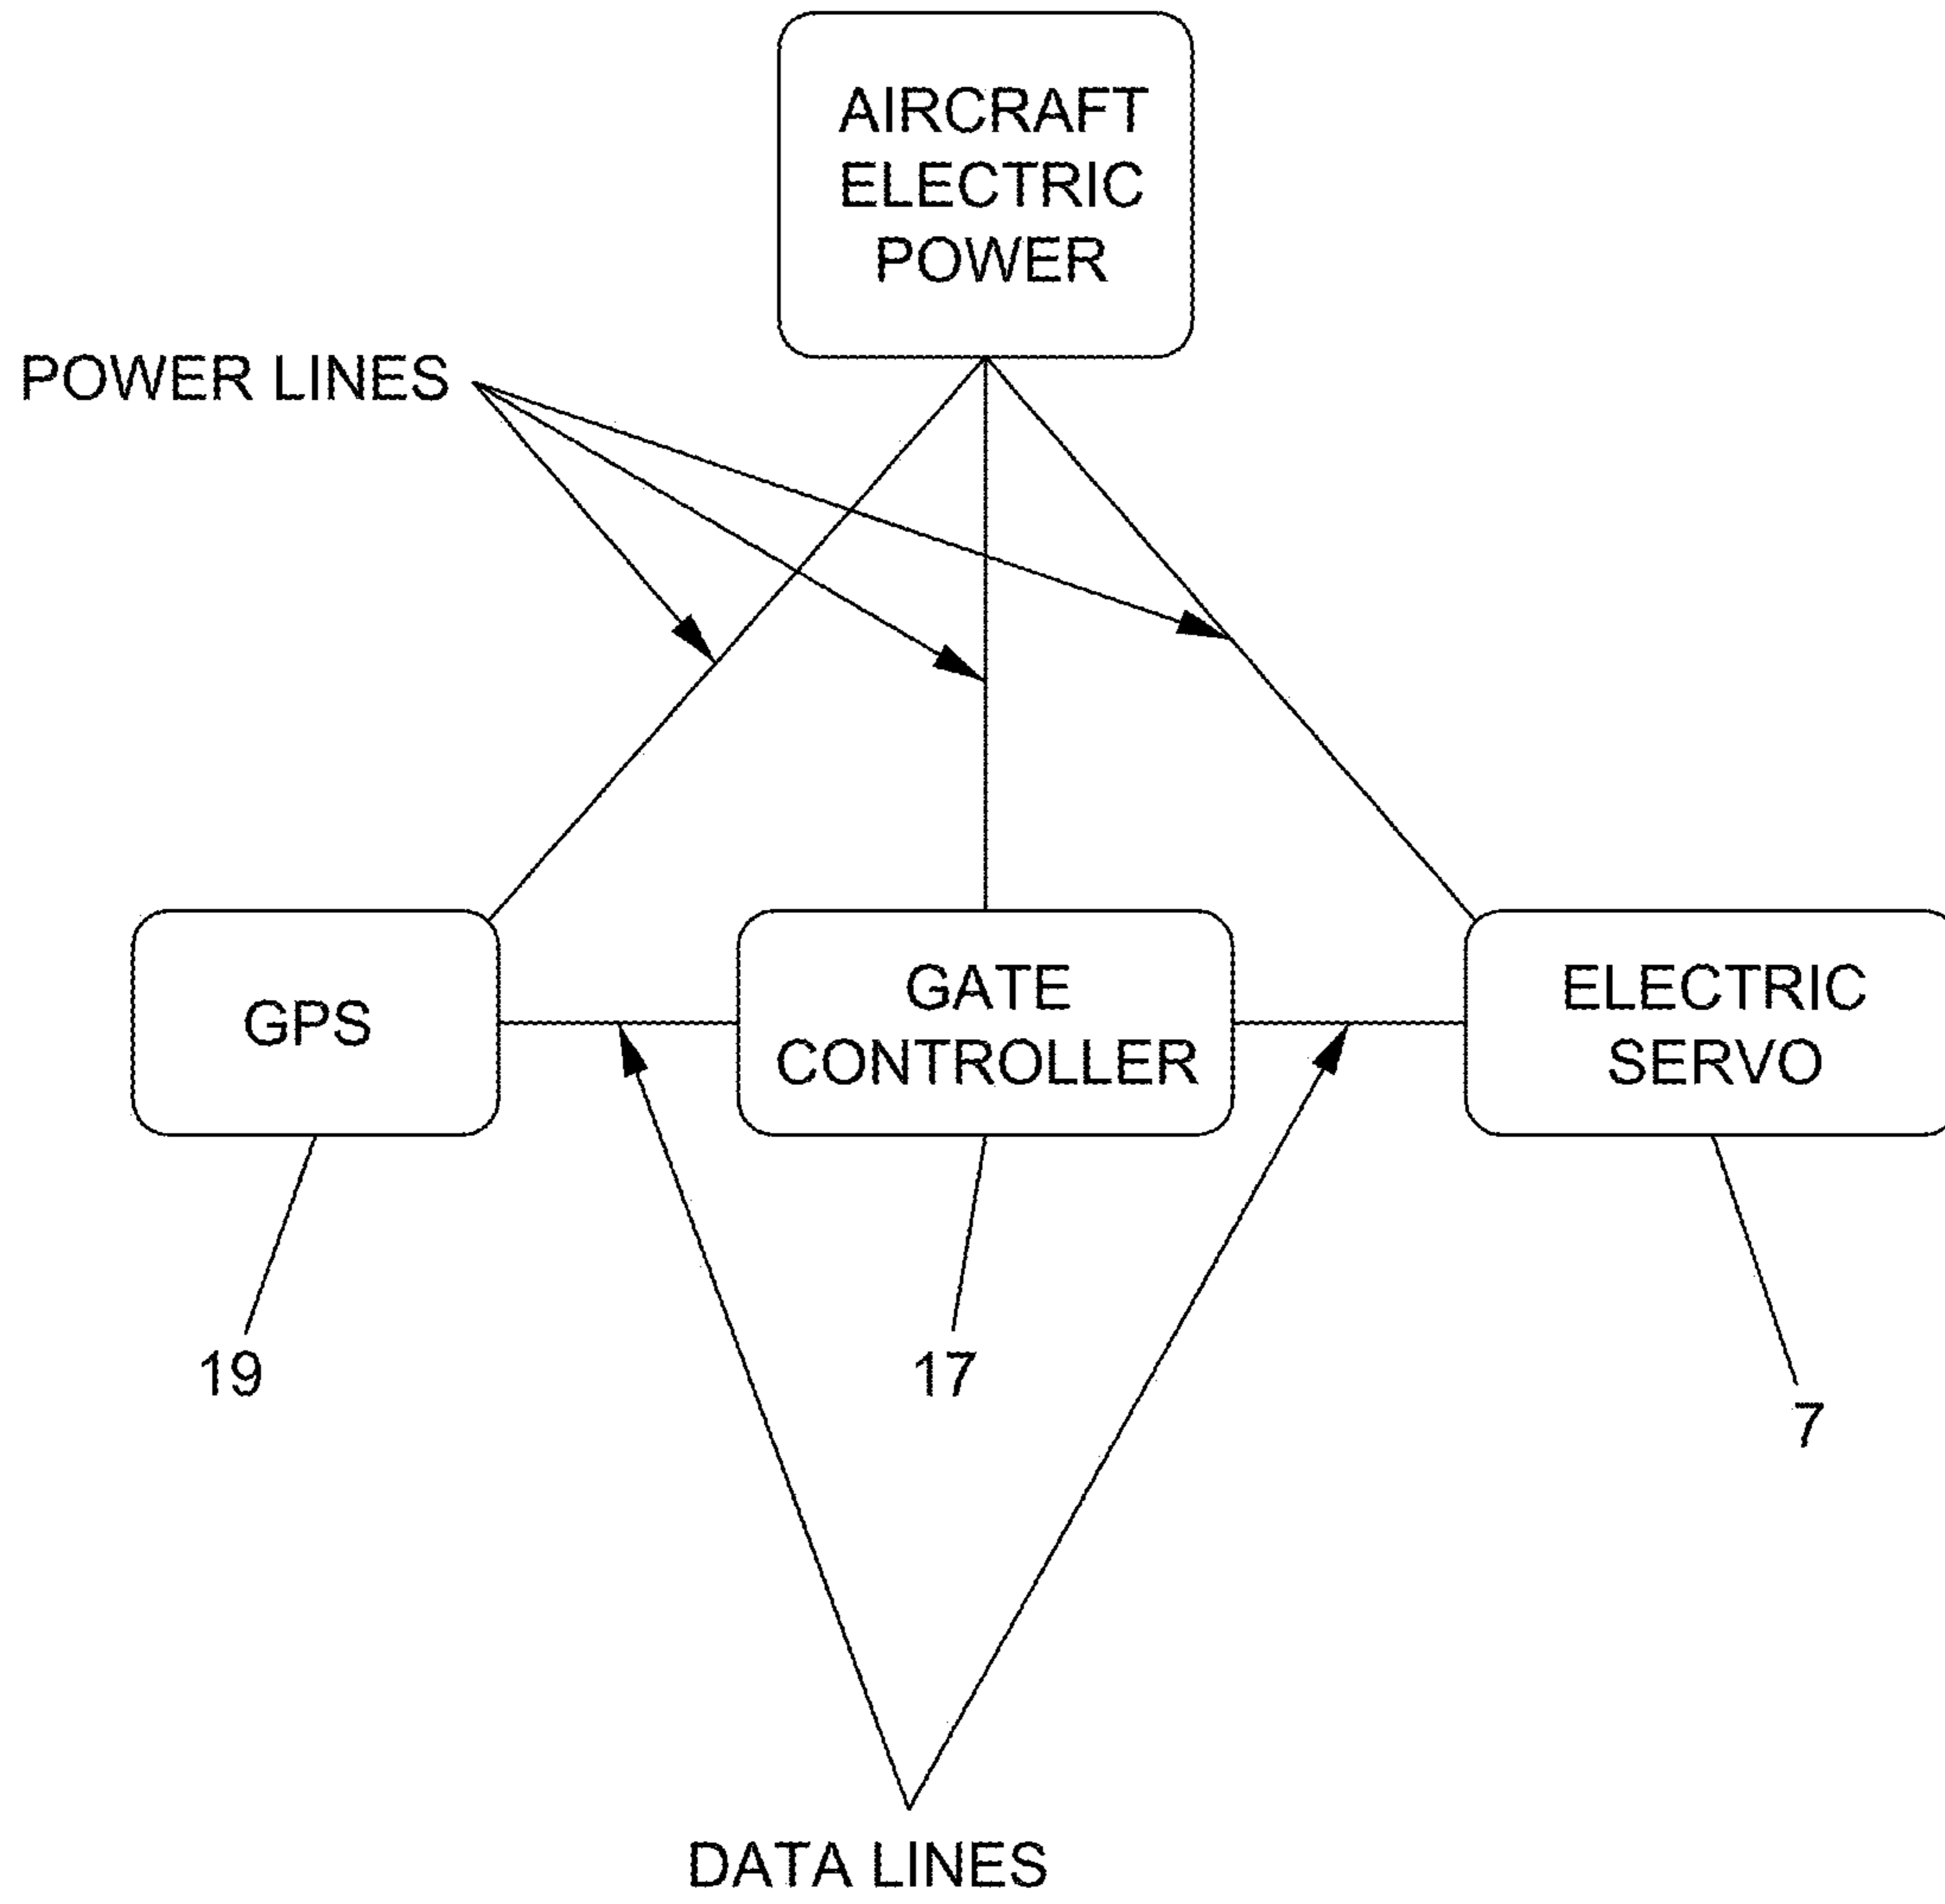 AIRCRAFT
ELECTRIC
POWER
POWER LINES
GPS
GATE
CONTROLLER
ELECTRIC
SERVO
19
17
7
DATA LINES